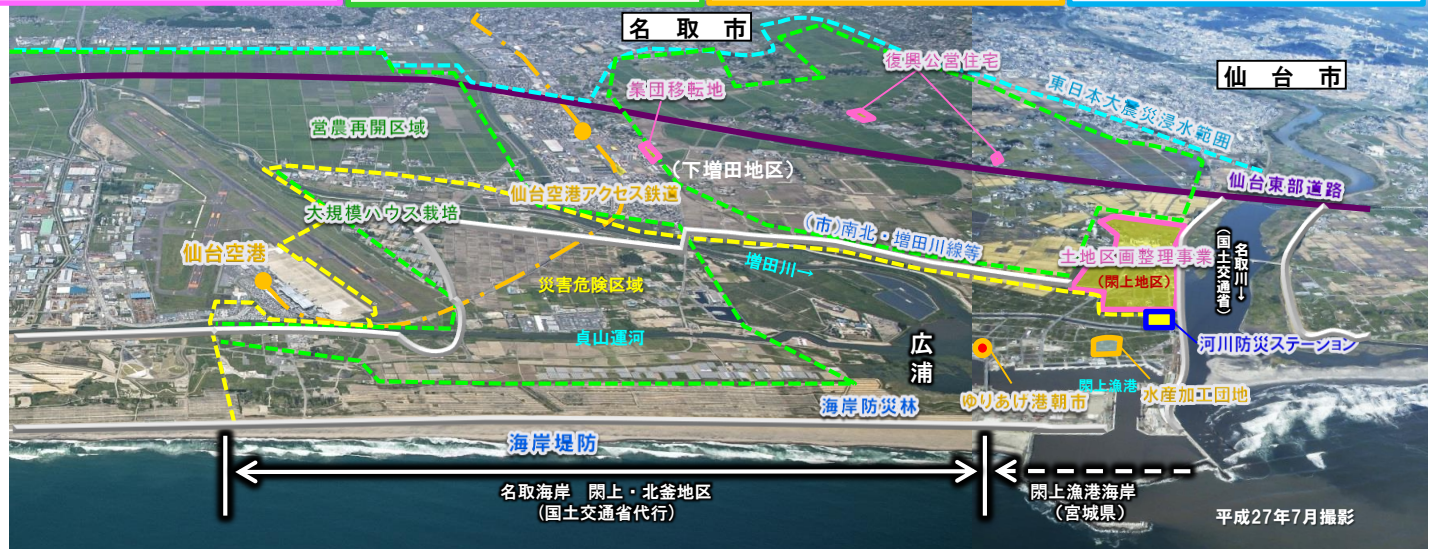 名取市
仙台市
復興公営住宅
集団移転地
東日本大震災浸水範囲
営農再開区域
(下増田地区)
仙台東部道路
仙台空港アクセス鉄道
大規模ハウス栽培
(市)南北・増田川線等
名取川→
(国土交通省)
仙台空港
増田川→
土地区画整理事業
(閖上地区)
災害危険区域
貞山運河
広浦
河川防災ステーション
閖上漁港
水産加工団地
ゆりあげ港朝市
海岸防災林
海岸堤防
名取海岸 閖上・北釜地区
(国土交通省代行)
閖上漁港海岸
(宮城県)
平成27年7月撮影